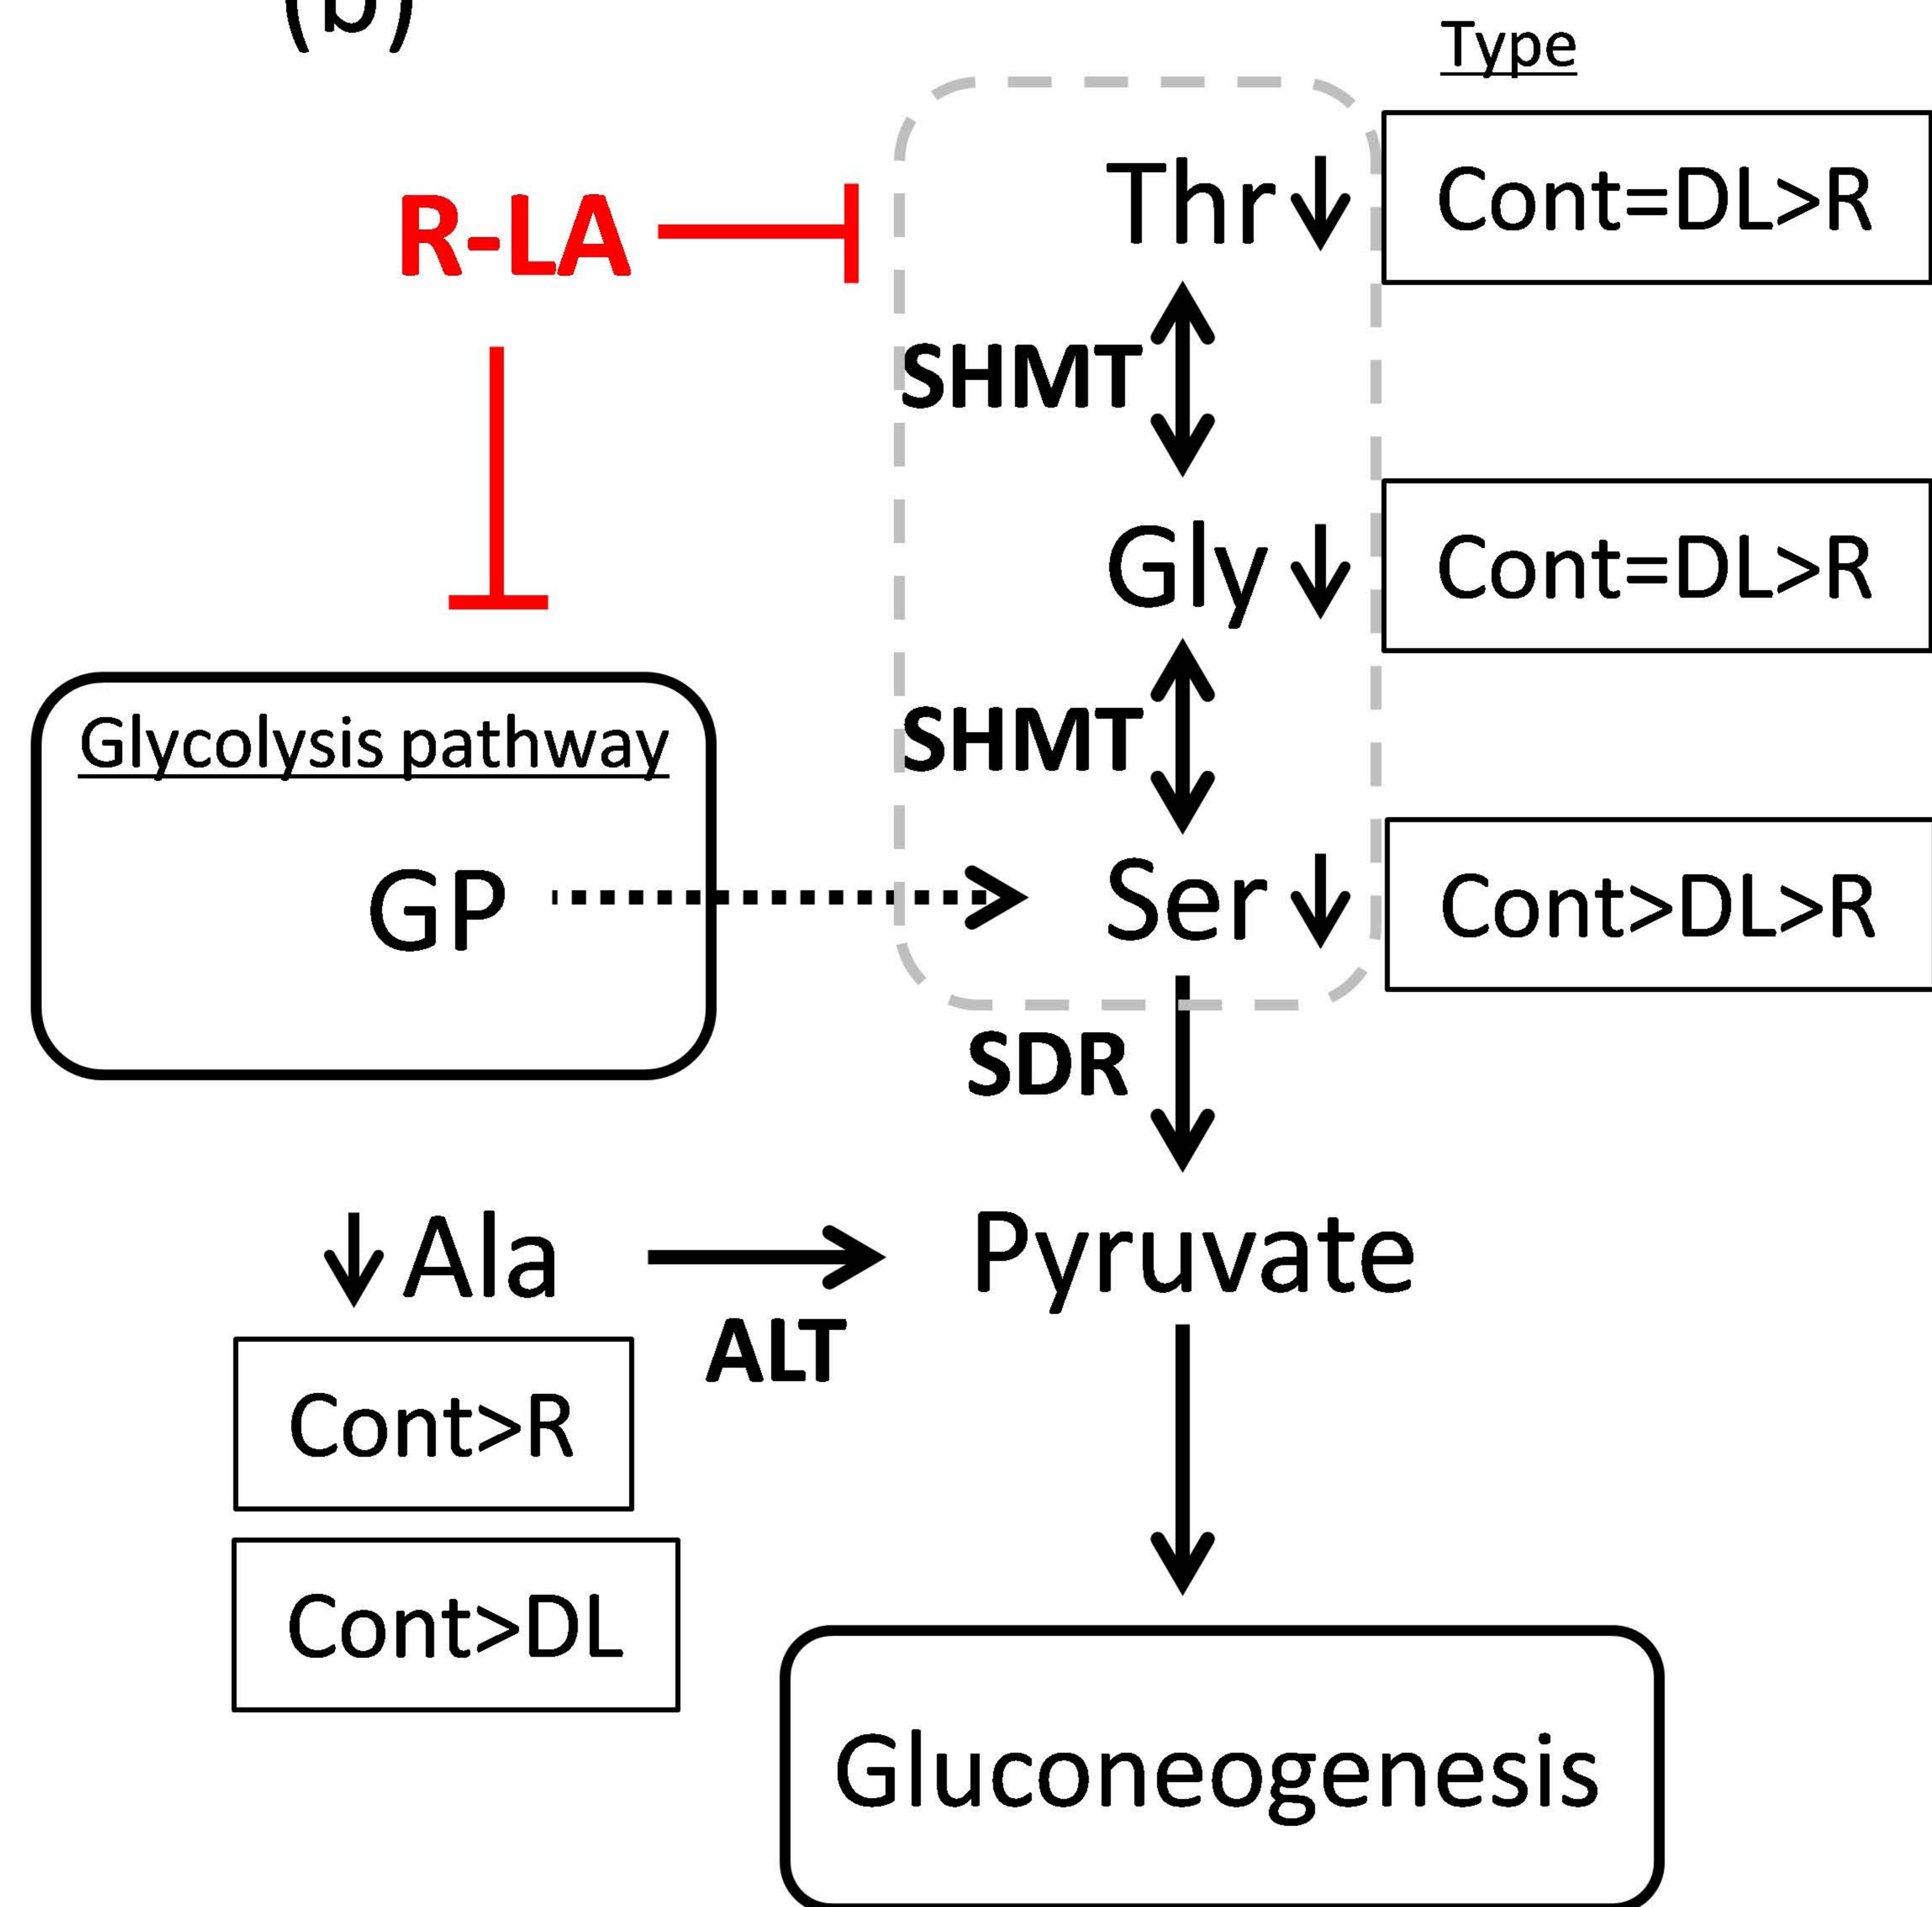 (b)
Type
R-LA
Thr
Cont=DL>R
SHMT
Gly
Cont=DL>R
Glycolysis pathway
SHMT
GP
Ser
Cont>DL>R
SDR
Ala
Pyruvate
ALT
Cont>R
Cont>DL
Gluconeogenesis